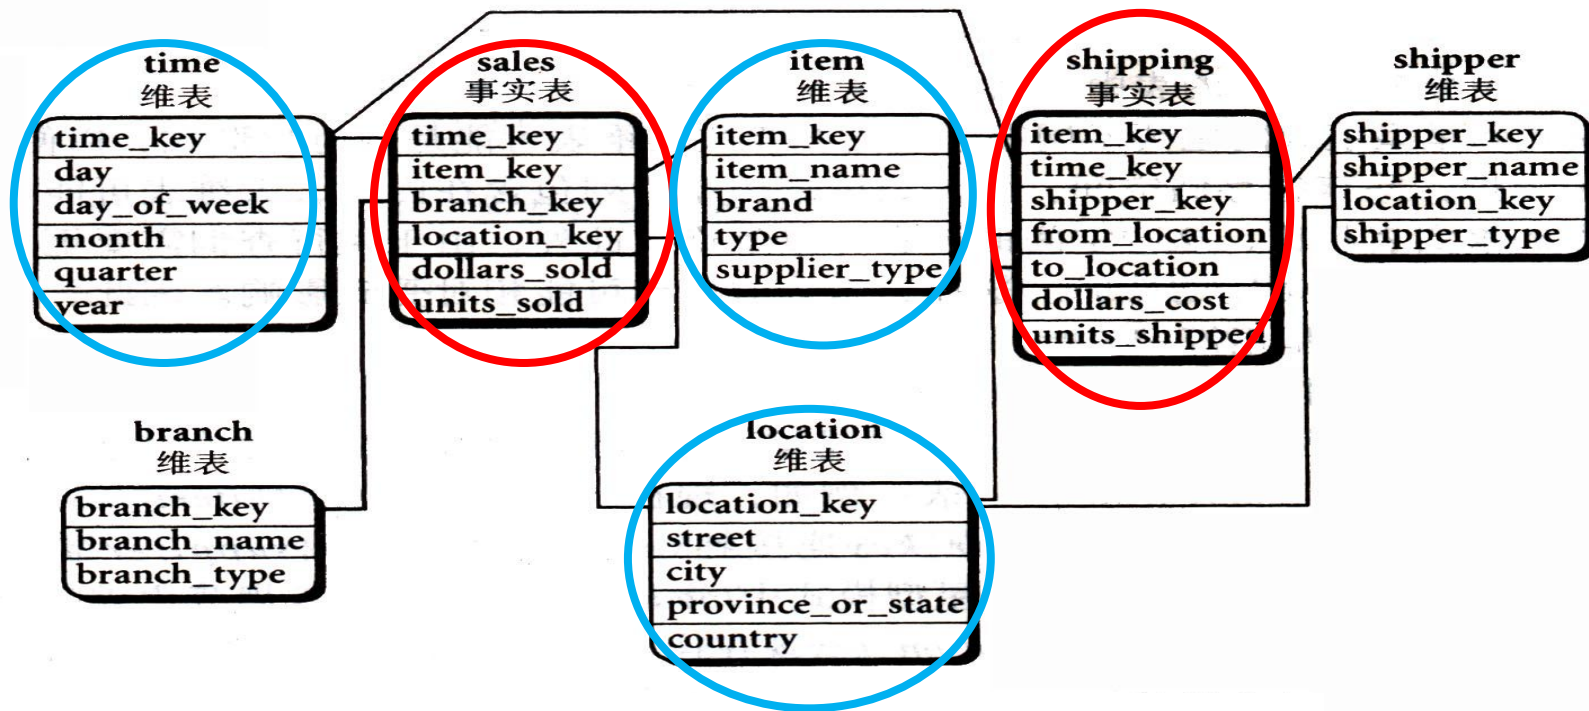 time
维表
time_key
day
day_of_week
month
quarter
year
sales
事实表
time_key
item_key
branch_key
location_key
dollars_sold
units_sold
item
维表
item_key
item_name
brand
type
supplier_type
shipping
事实表
item_key
time_key
shipper_key
from_location
to_location
dollars_cost
units_shipped
shipper
维表
shipper_key
shipper_name
location_key
shipper_type
branch
维表
branch_key
branch_name
branch_type
location
维表
location_key
street
city
province_or_state
country